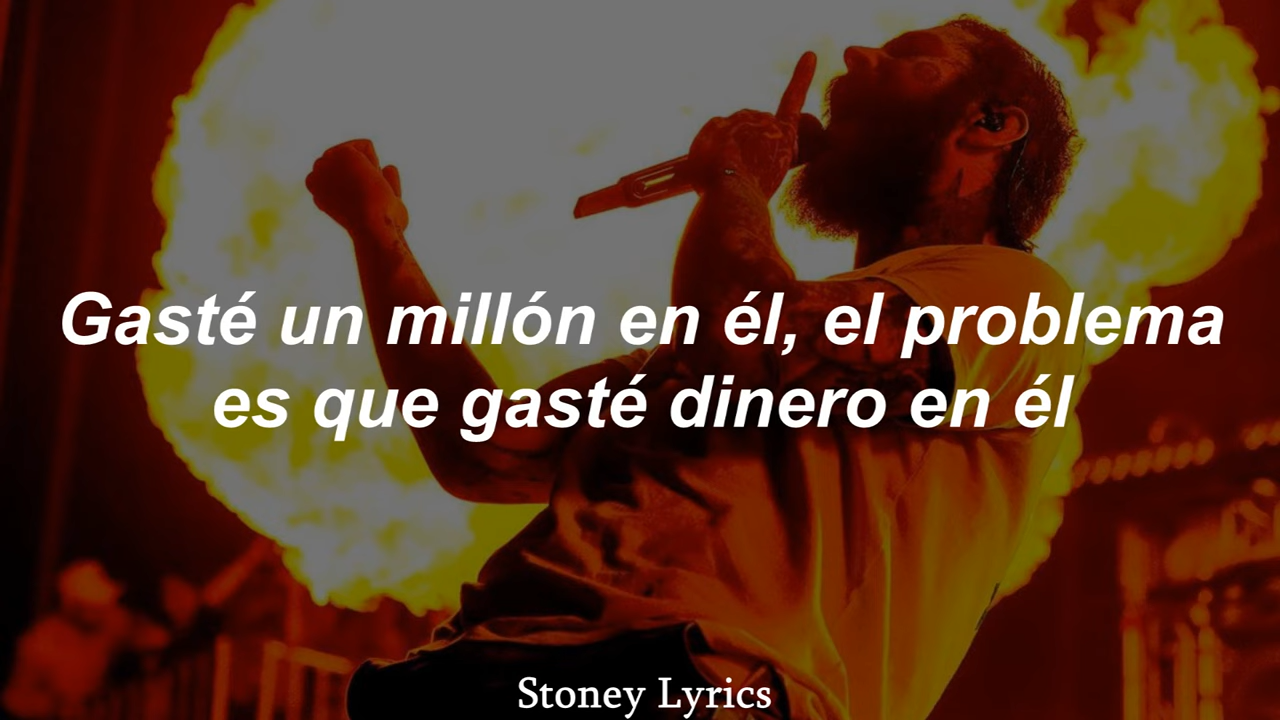 Gasté un millón en él, el problema
es que gasté dinero en él
Stoney Lyrics